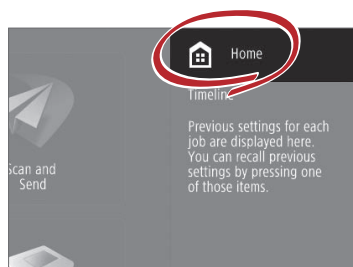 Home
Timeline
Previous settings for each
job are displayed here.
You can recall previous
settings by pressing one
of those items.
Scan and
Send